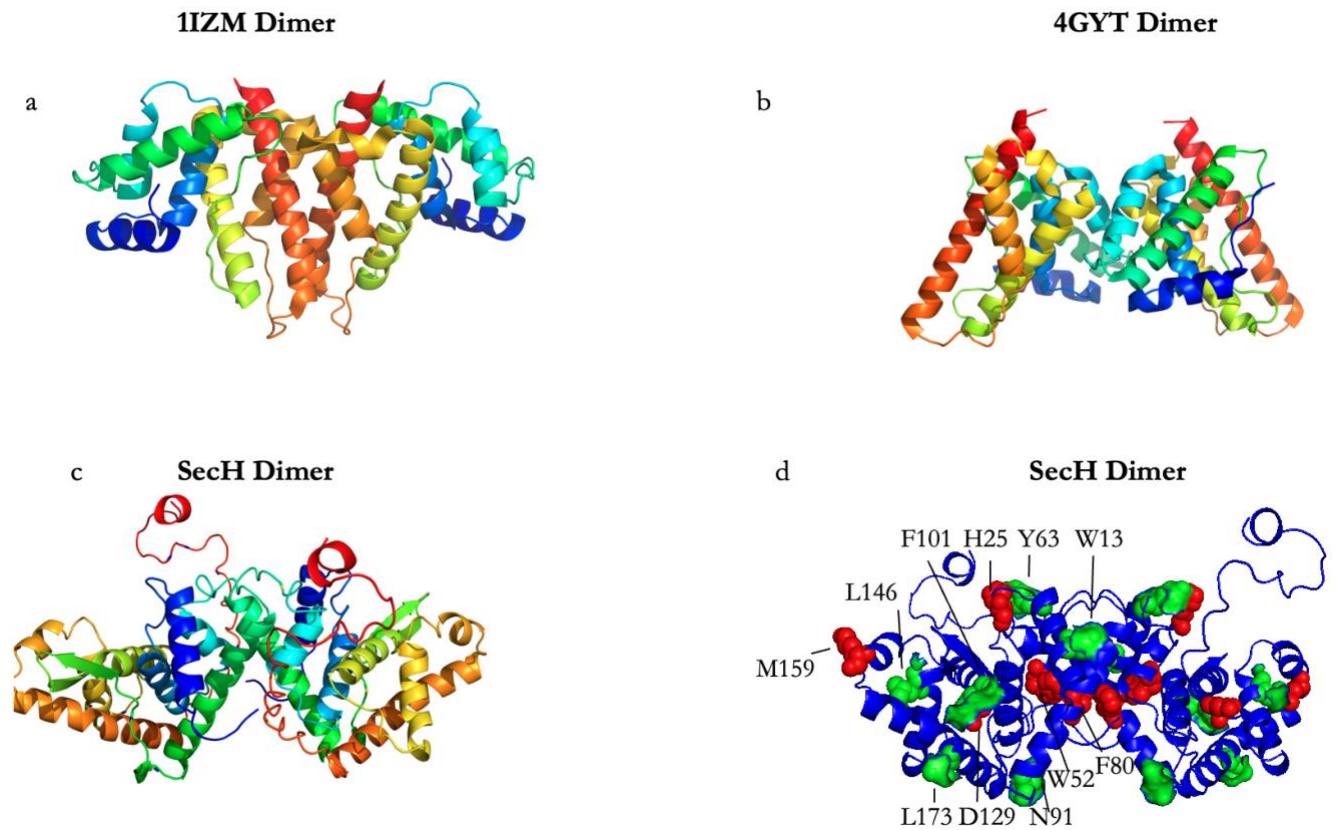 1IZM Dimer
4GYT Dimer
a
b
c
SecH Dimer
d
SecH Dimer
F101 H25 Y63 W13
L146
M159
W52
F80
L173 D129 N91